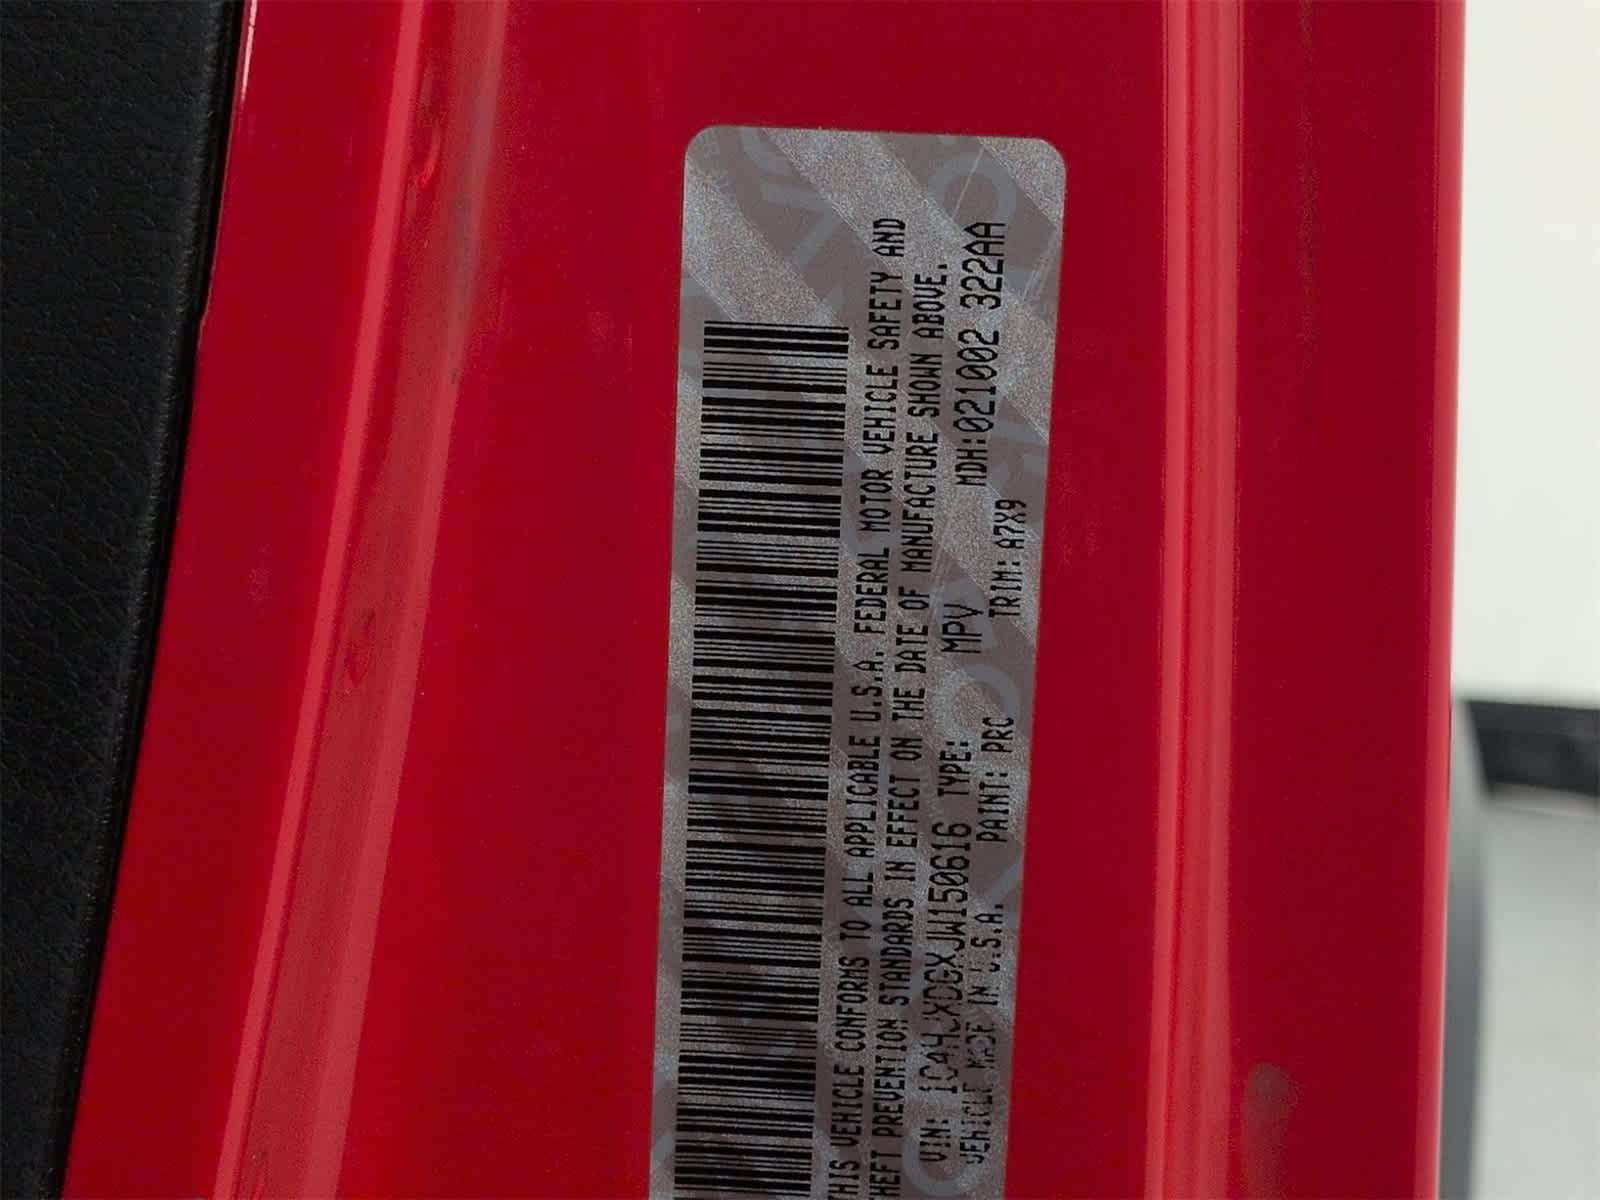 THIS VEHICLE CONFORMS TO ALL APPLICABLE U.S.A. FEDERAL MOTOR VEHICLE SAFETY AND
THEFT PREVENTION STANDARDS IN EFFECT ON THE DATE OF MANUFACTURE SHOWN ABOVE.
VIN: 1C4HJXDGXJW150616 TYPE: MPV MDH:021002 322AA
VEHICLE MADE IN U.S.A. PAINT: PRC TRIM: A7X9